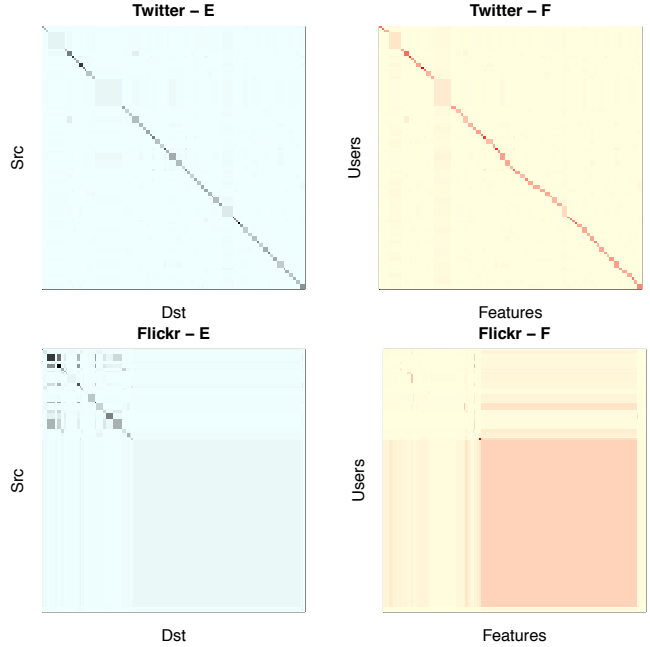 Twitter – E
Twitter – F
Src
Users
Dst
Features
Flickr – E
Flickr – F
Src
Users
Dst
Features